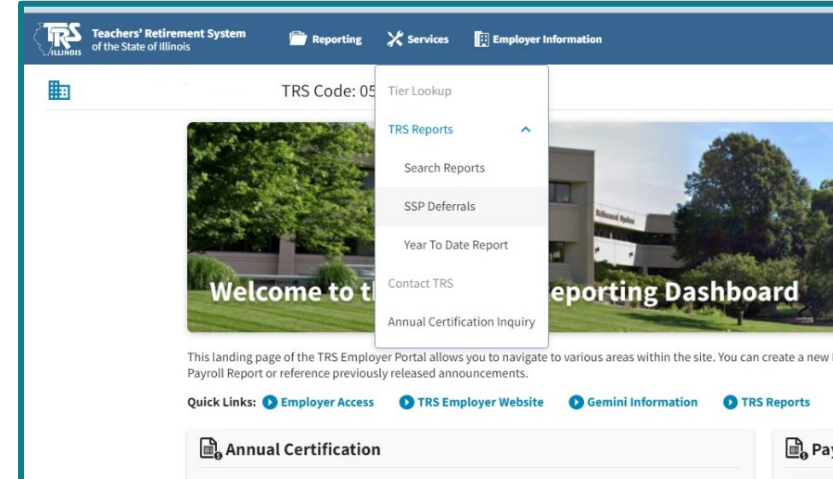 TRS
ILLINOIS
Teachers' Retirement System
of the State of Illinois
Reporting
Services
Employer Information
TRS Code: 05
Tier Lookup
TRS Reports
Search Reports
SSP Deferrals
Year To Date Report
Contact TRS
Annual Certification Inquiry
Welcome to t
eporting Dashboard
This landing page of the TRS Employer Portal allows you to navigate to various areas within the site. You can create a new
Payroll Report or reference previously released announcements.
Quick Links: Employer Access TRS Employer Website Gemini Information TRS Reports
Annual Certification
Pay